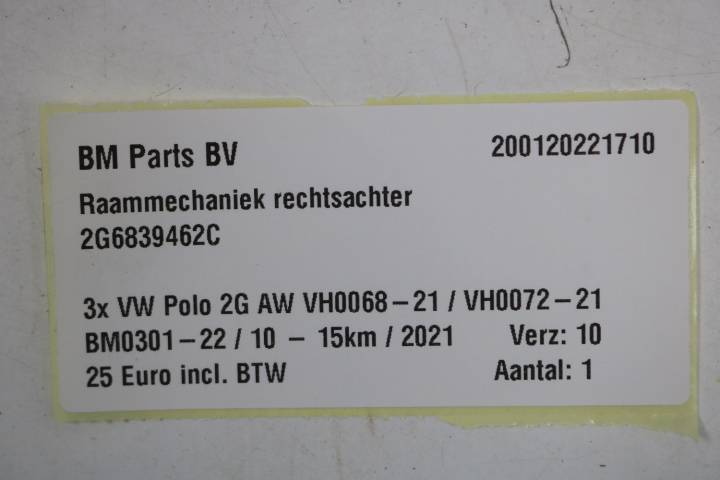 BM Parts BV 200120221710
Raammechaniek rechtsachter
2G6839462C
3x VW Polo 2G AW VH0068-21 / VH0072-21
BM0301-22 / 10 - 15km / 2021 Verz: 10
25 Euro incl. BTW Aantal: 1